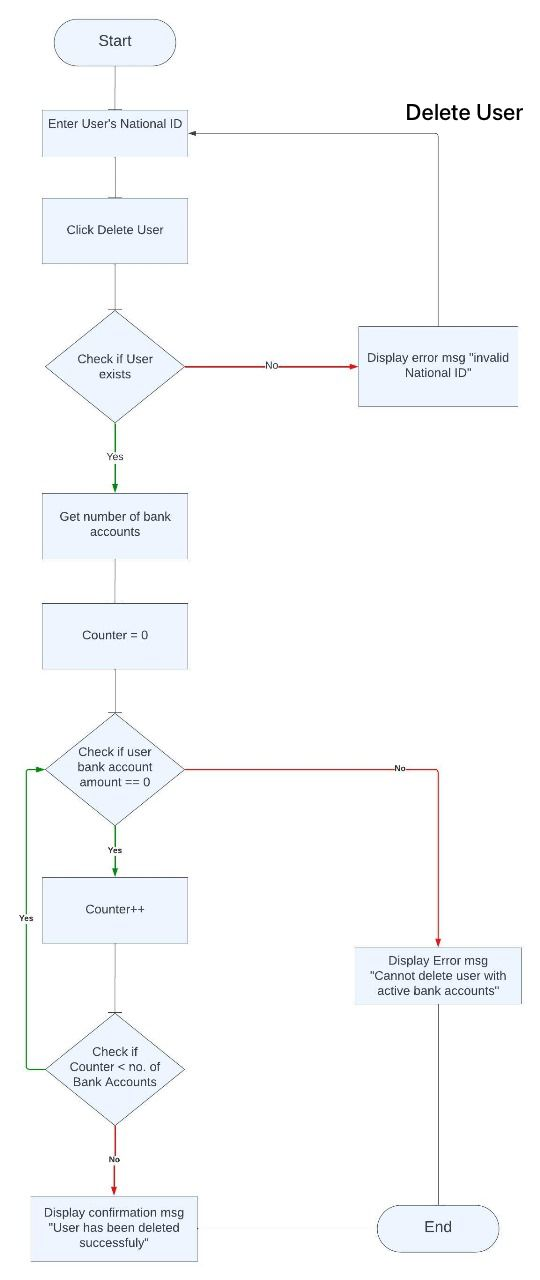 Start
Delete User
Enter User's National ID
Click Delete User
Check if User
exists
No
Display error msg "invalid
National ID"
Yes
Get number of bank
accounts
Counter = 0
Check if user
bank account
amount == 0
No
Yes
Counter++
Yes
Display Error msg
"Cannot delete user with
active bank accounts"
Check if
Counter < no. of
Bank Accounts
No
Display confirmation msg
"User has been deleted
successfuly"
End